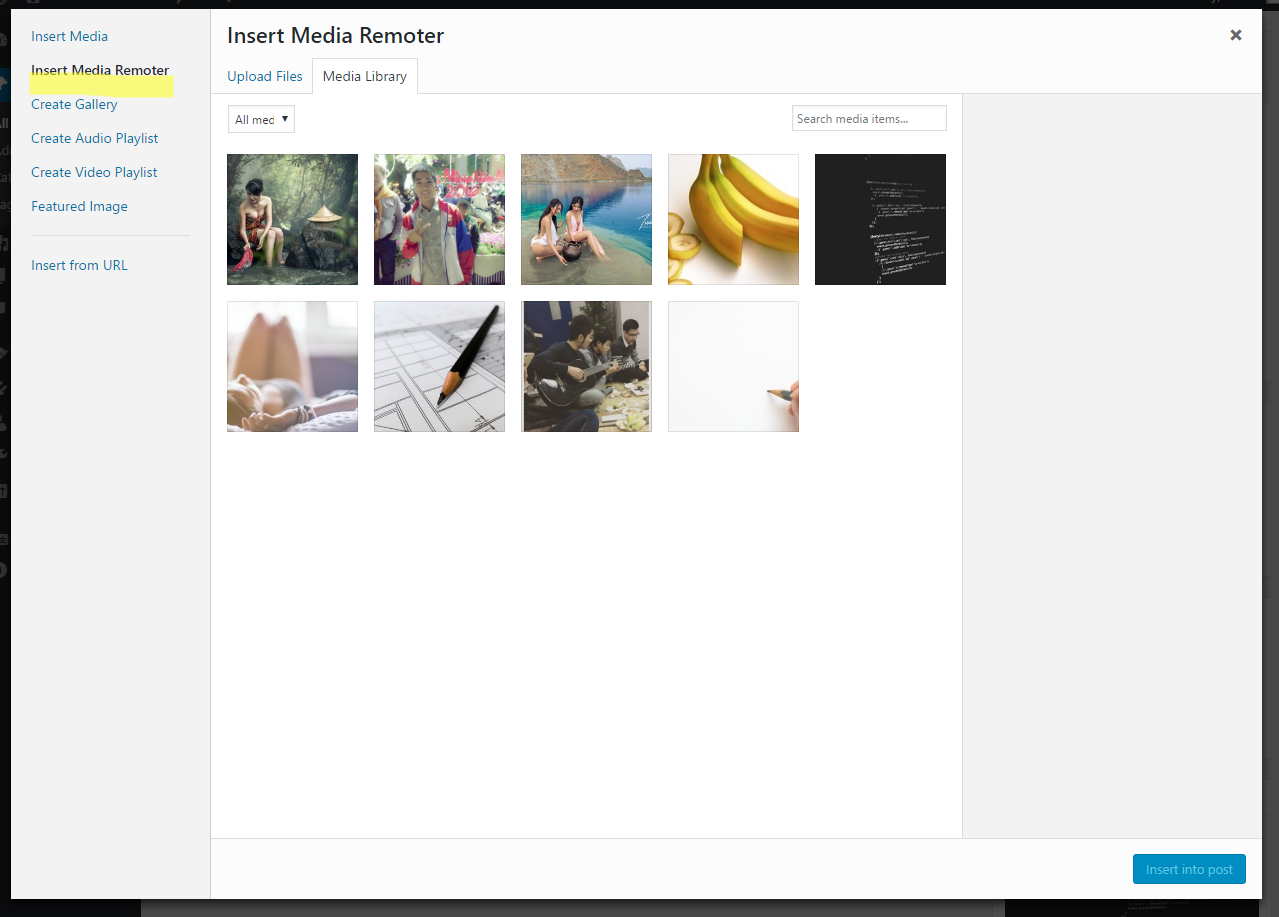 Insert Media
Insert Media Remoter
Create Gallery
Create Audio Playlist
Create Video Playlist
Featured Image
Insert from URL
Insert Media Remoter
Upload Files
Media Library
All med
Search media items...
Insert into post